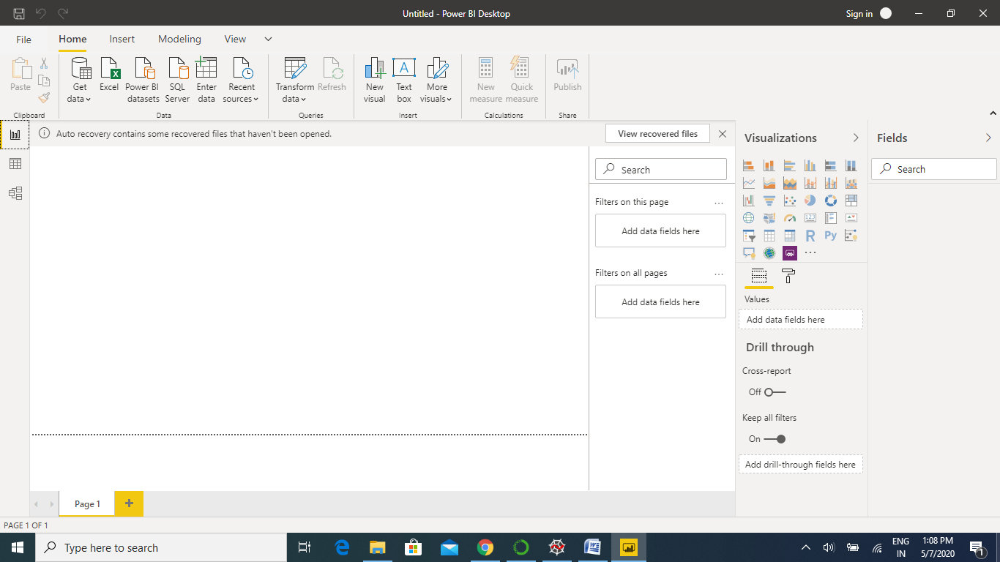 Untitled - Power BI Desktop
Sign in
File
Home
Insert
Modeling
View
Paste
Get
data
Excel
Power BI
datasets
SQL
Server
Enter
data
Recent
sources
Transform
data
Refresh
New
visual
Text
box
More
visuals
New
measure
Quick
measure
Publish
Clipboard
Data
Queries
Insert
Calculations
Share
Auto recovery contains some recovered files that haven't been opened.
View recovered files
Search
Filters on this page
Add data fields here
Filters on all pages
Add data fields here
Visualizations
123
R
Py
Values
Add data fields here
Drill through
Cross-report
Off
Keep all filters
On
Add drill-through fields here
Fields
Search
Page 1
PAGE 1 OF 1
Type here to search
ENG
IN
1:08 PM
5/7/2020
1